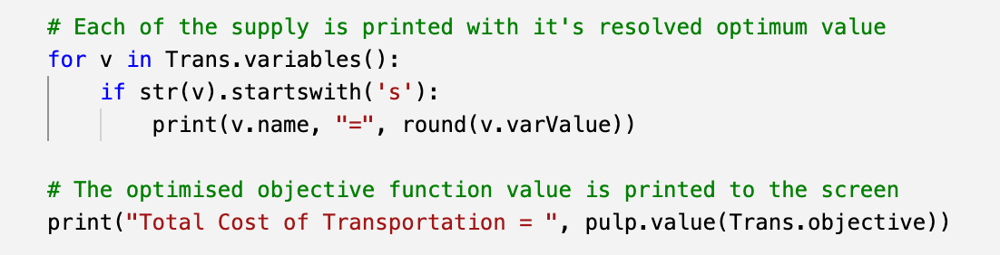 # Each of the supply is printed with it's resolved optimum value
for v in Trans.variables():
    if str(v).startswith('s'):
        print(v.name, "=", round(v.varValue))

# The optimised objective function value is printed to the screen
print("Total Cost of Transportation = ", pulp.value(Trans.objective))